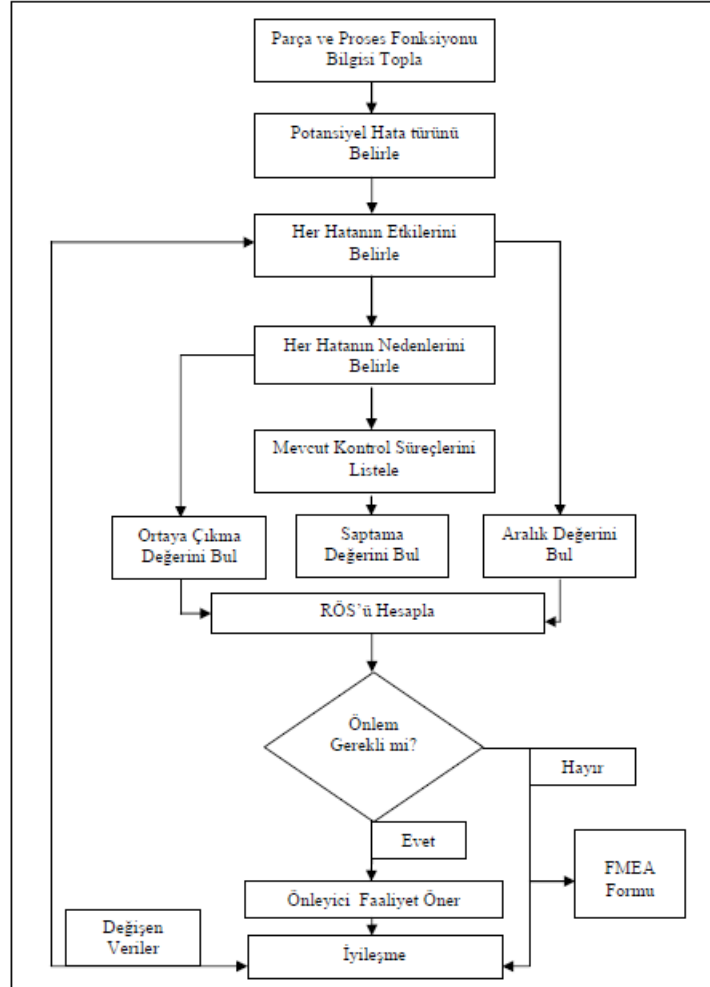 Parça ve Proses Fonksiyonu
Bilgisi Topla
Potansiyel Hata türünü
Belirle
Her Hatanın Etkilerini
Belirle
Her Hatanın Nedenlerini
Belirle
Mevcut Kontrol Süreçlerini
Listele
Ortaya Çıkma
Değerini Bul
Saptama
Değerini Bul
Aralık Değerini
Bul
RÖS'ü Hesapla
Önlem
Gerekli mi?
Hayır
Evet
FMEA
Formu
Önleyici Faaliyet Öner
Değişen
Veriler
İyileşme